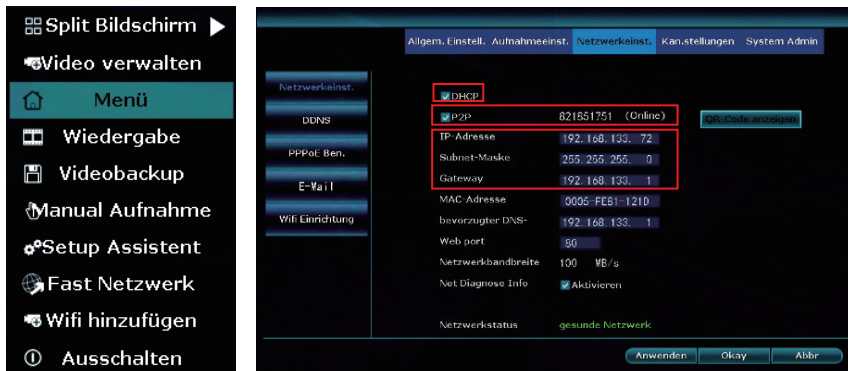 Split Bildschirm
Video verwalten
Menü
Wiedergabe
Videobackup
Manual Aufnahme
Setup Assistent
Fast Netzwerk
Wifi hinzufügen
Ausschalten
Allgem. Einstell. Aufnahmeeinst. Netzwerkeinst. Kan.stellungen System Admin
Netzwerkeinst.
DDNS
PPPoE Ben.
E-Mail
Wifi Einrichtung
DHCP
P2P 821851751 (Online) QR-Code anzeigen
IP-Adresse 192.168.133. 72
Subnet-Maske 255.255.255. 0
Gateway 192.168.133. 1
MAC-Adresse 0005-FEB1-121D
bevorzugter DNS- 192.168.133. 1
Web port 80
Netzwerkbandbreite 100 MB/s
Net Diagnose Info Aktivieren
Netzwerkstatus gesunde Netzwerk
Anwenden Okay Abbr